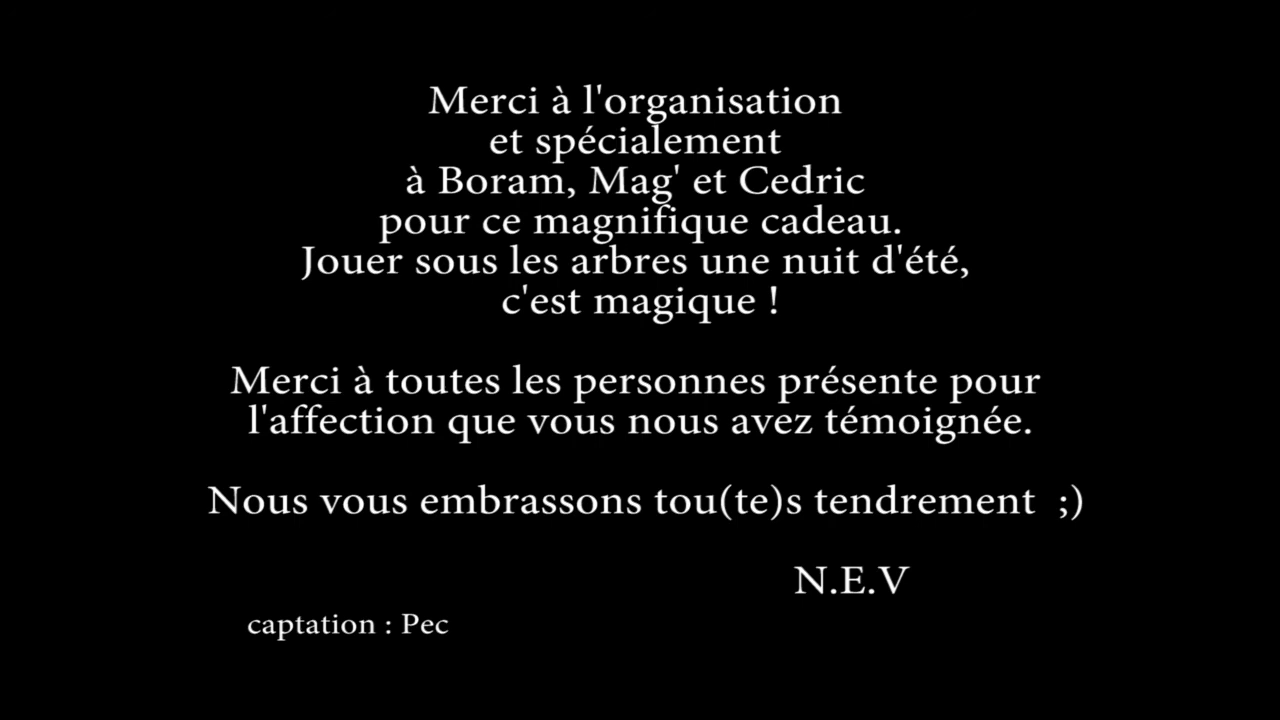 Merci à l'organisation
et spécialement
à Boram, Mag' et Cedric
pour ce magnifique cadeau.
Jouer sous les arbres une nuit d'été,
c'est magique !
Merci à toutes les personnes présente pour
l'affection que vous nous avez témoignée.
Nous vous embrassons tou(te)s tendrement ;)
N.E.V
captation : Pec